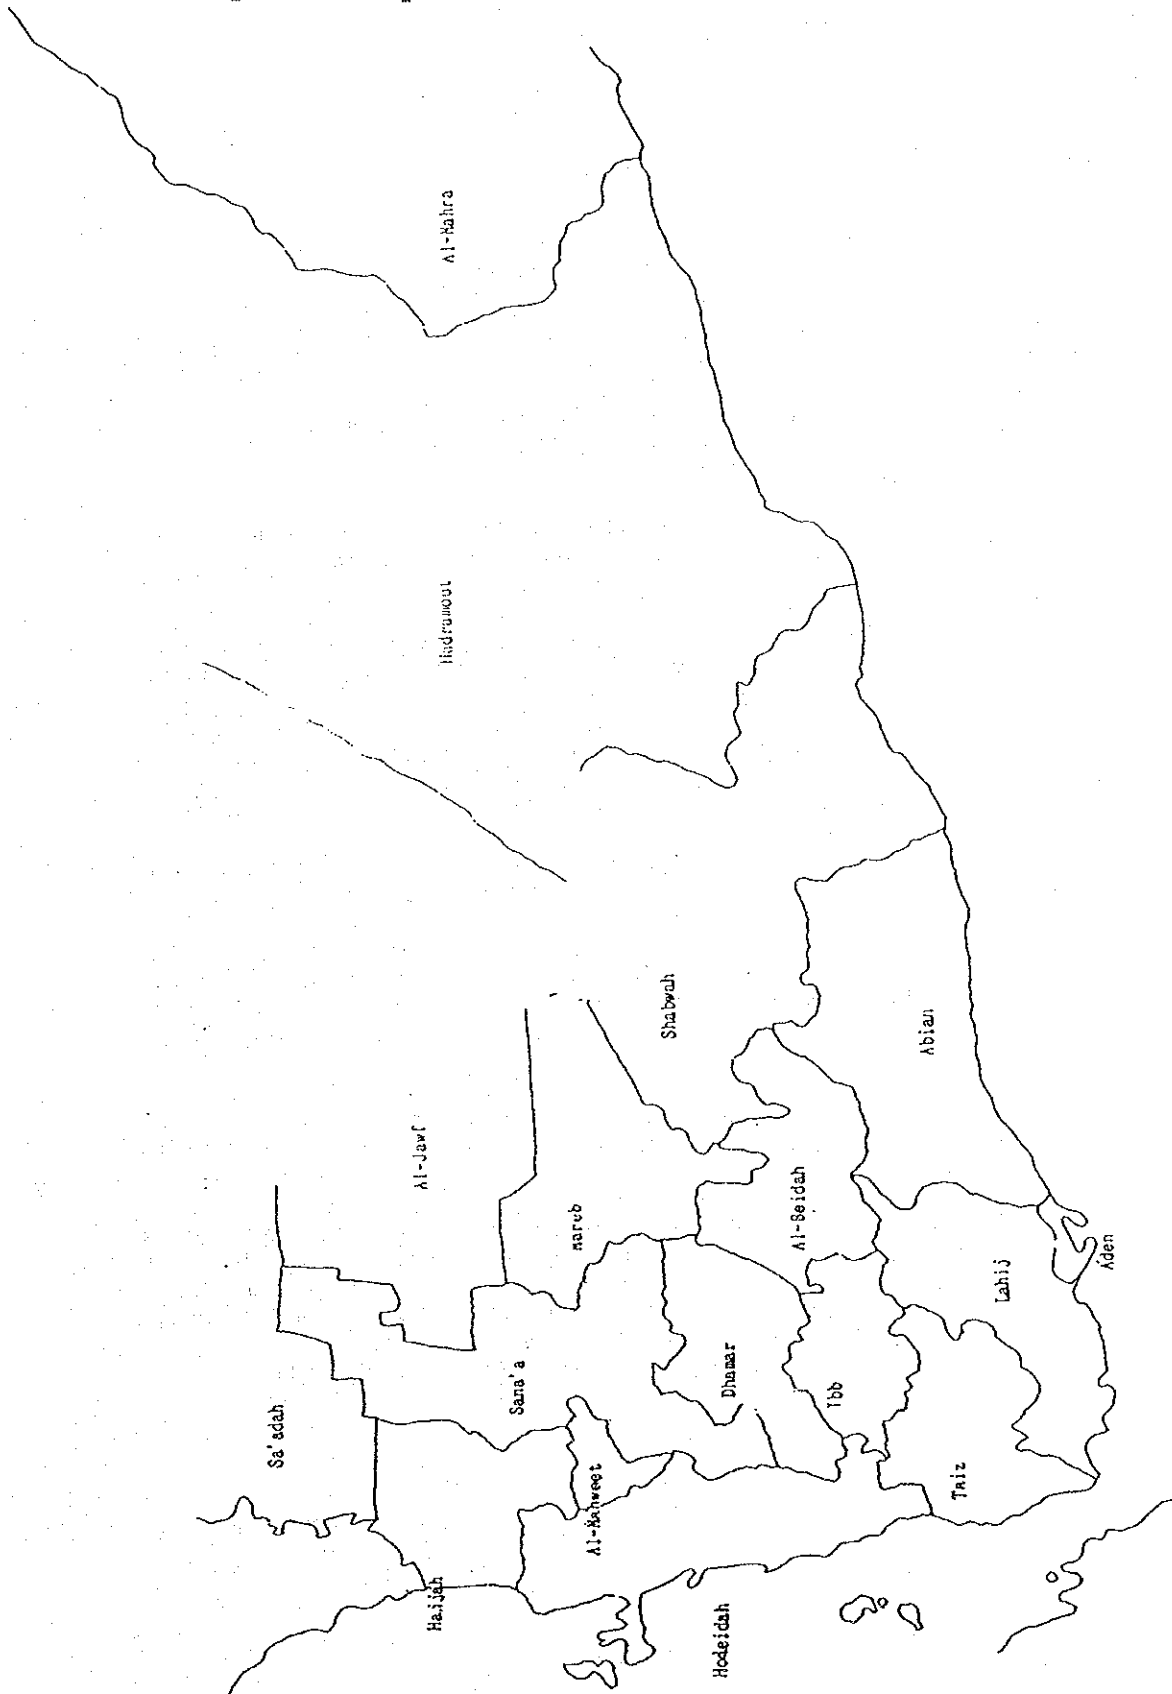 Sa'adah
Al-Jawf
Hadramout
Al-Mahra
Hajjah
Sana'a
Mareb
Al-Mahweet
Shabwah
Hodeidah
Dhamar
Al-Beidah
Ibb
Abian
Taiz
Lahij
Aden